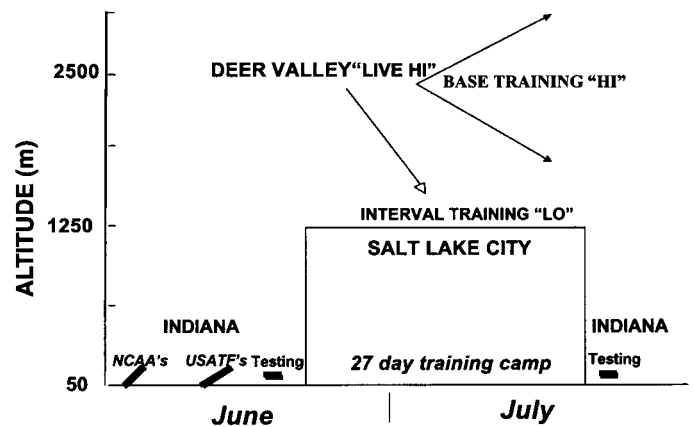 DEER VALLEY"LIVE HI"
2500
BASE TRAINING "HI"
ALTITUDE (m)
INTERVAL TRAINING "LO"
1250
SALT LAKE CITY
INDIANA
INDIANA
NCAA's
USATF's
Testing
27 day training camp
Testing
50
June
July